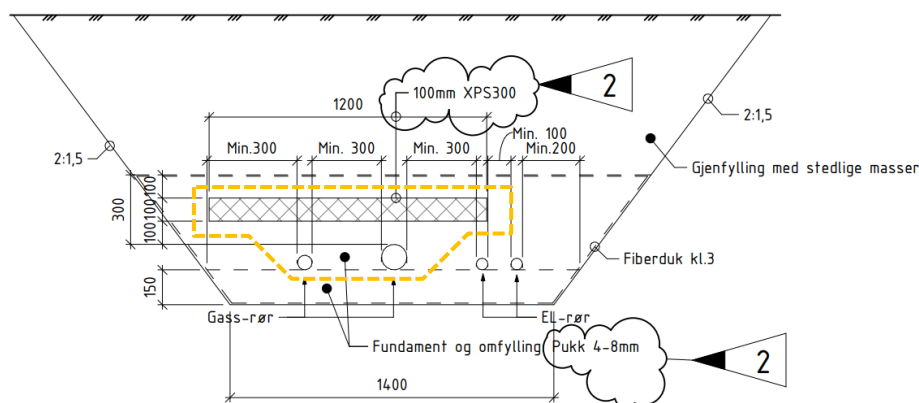 100mm XPS300
2
1200
2:1,5
2:1,5
Min. 100
Min.300
Min. 300
Min. 300
Min.200
Gjenfylling med stedlige masser
100
100
100
300
150
Fiberduk kl.3
Gass-rør
EL-rør
Fundament og omfylling Pukk 4-8mm
2
1400